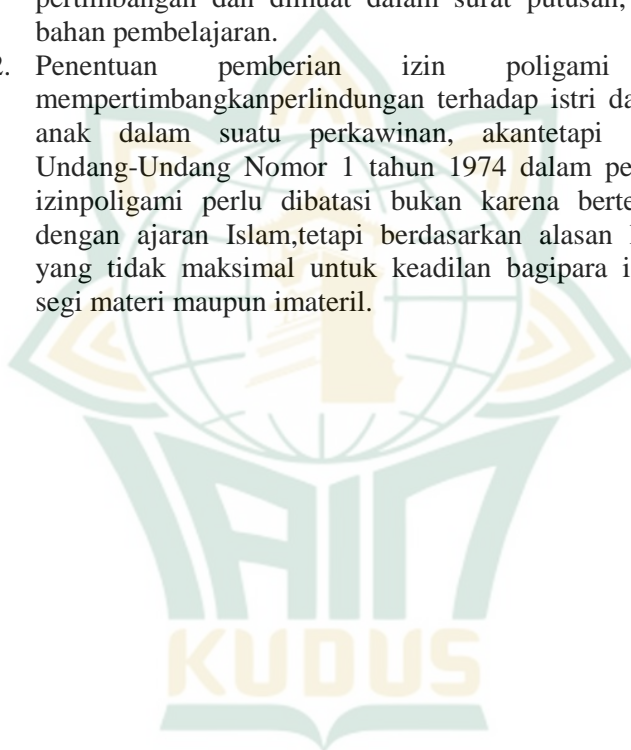 pertimbangan dan dimuat dalam surat putusan,
bahan pembelajaran.
2. Penentuan pemberian izin poligami
mempertimbangkanperlindungan terhadap istri da
anak dalam suatu perkawinan, akantetapi
Undang-Undang Nomor 1 tahun 1974 dalam pe
izinpoligami perlu dibatasi bukan karena berte
dengan ajaran Islam,tetapi berdasarkan alasan
yang tidak maksimal untuk keadilan bagipara i
segi materi maupun imateril.
IAIN
KUDUS